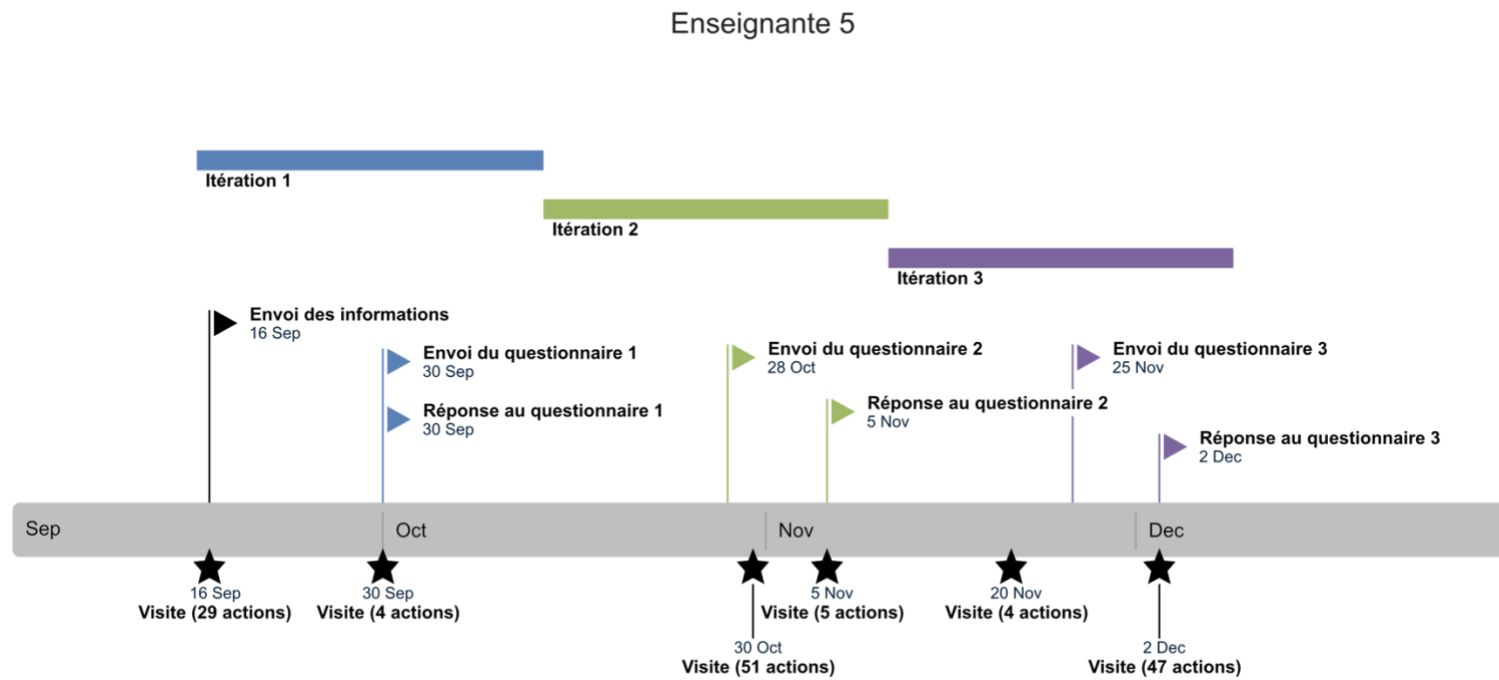 Enseignante 5
Itération 1
Itération 2
Itération 3
Envoi des informations
16 Sep
Envoi du questionnaire 1
30 Sep
Réponse au questionnaire 1
30 Sep
Envoi du questionnaire 2
28 Oct
Réponse au questionnaire 2
5 Nov
Envoi du questionnaire 3
25 Nov
Réponse au questionnaire 3
2 Dec
Sep
Oct
Nov
Dec
16 Sep
Visite (29 actions)
30 Sep
Visite (4 actions)
30 Oct
Visite (51 actions)
5 Nov
Visite (5 actions)
20 Nov
Visite (4 actions)
2 Dec
Visite (47 actions)